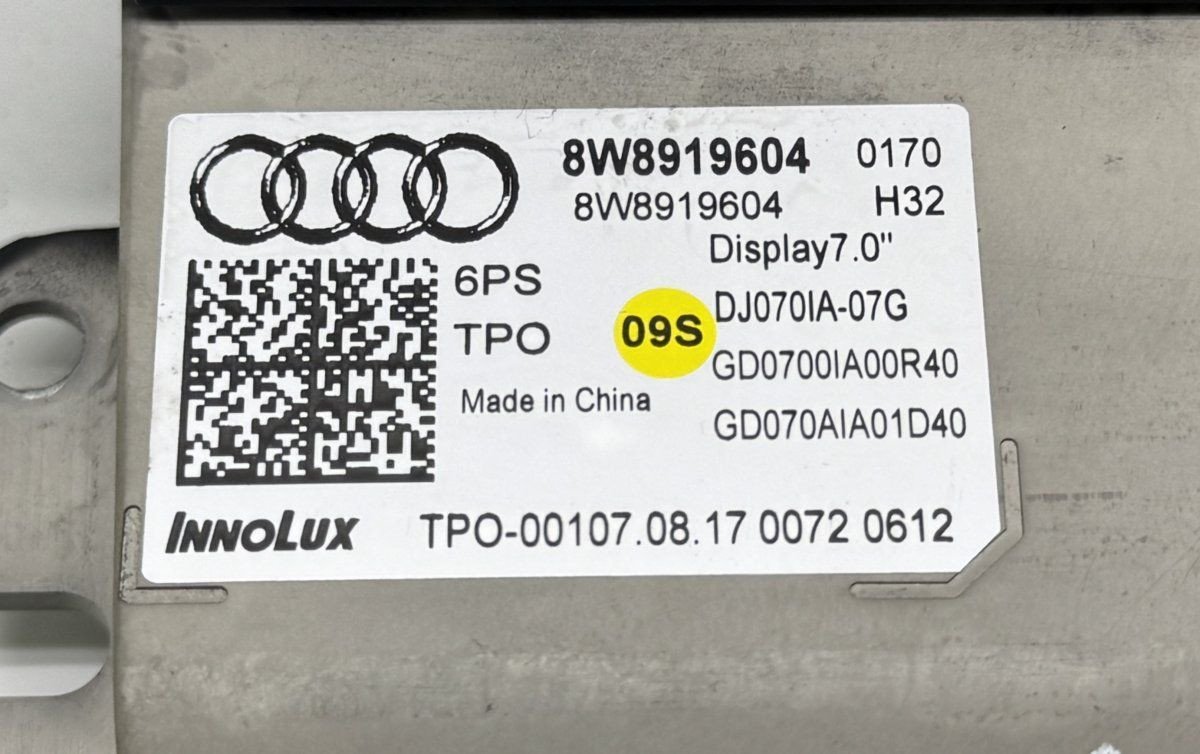 8W8919604 0170
8W8919604 H32
Display7.0"
6PS
TPO
09S
DJ070IA-07G
GD0700IA00R40
Made in China
GD070AIA01D40
INNOLUX TPO-00107.08.17 0072 0612